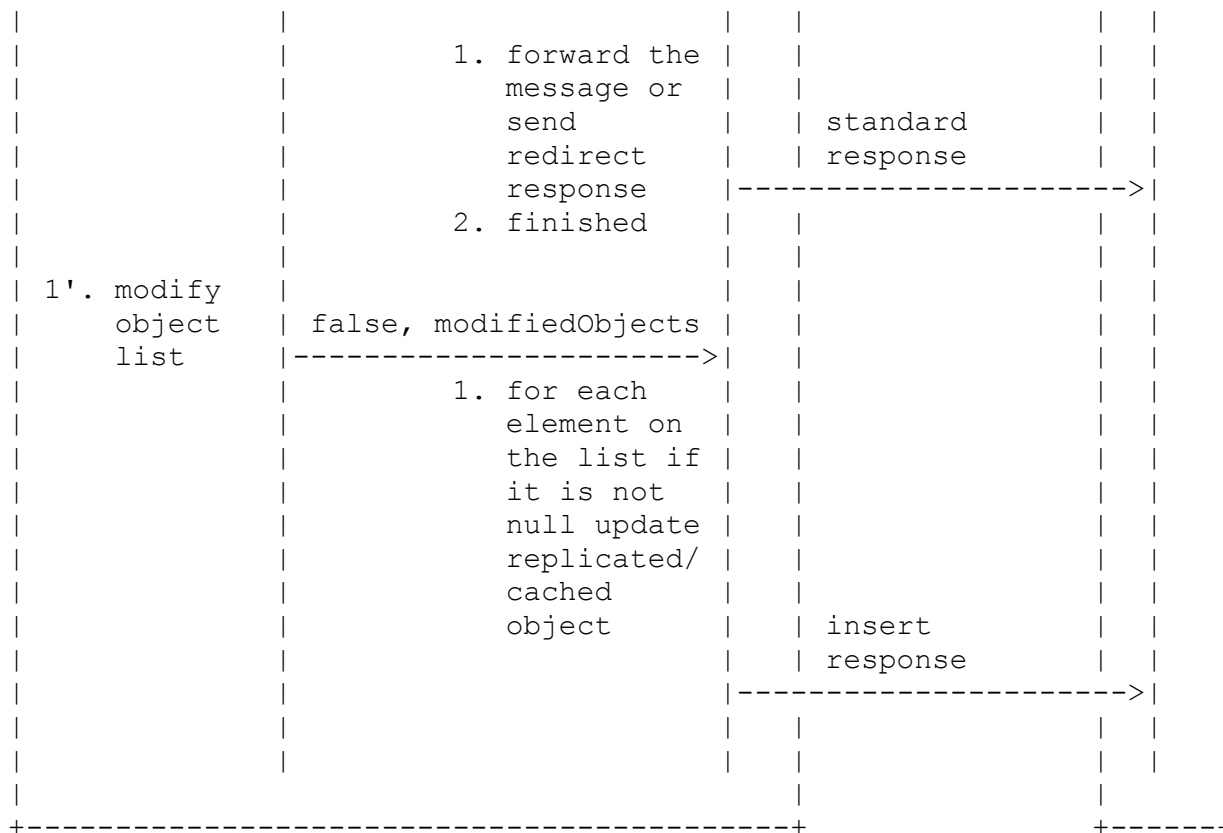 1. forward the
message or
send standard
redirect response
response
2. finished
1'. modify
object false, modifiedObjects
list
1. for each
element on
the list if
it is not
null update
replicated/
cached
object insert
response